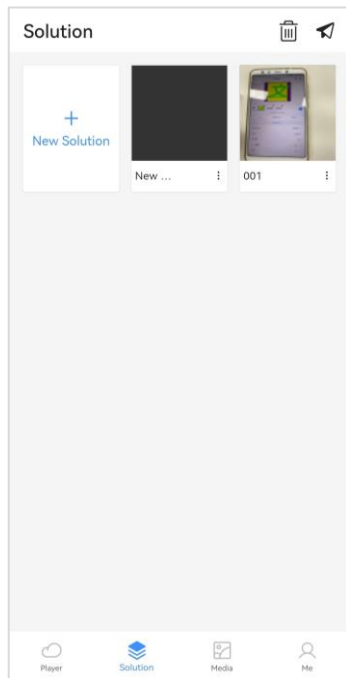 Solution
+
New Solution
New ...
001
Player
Solution
Media
Me